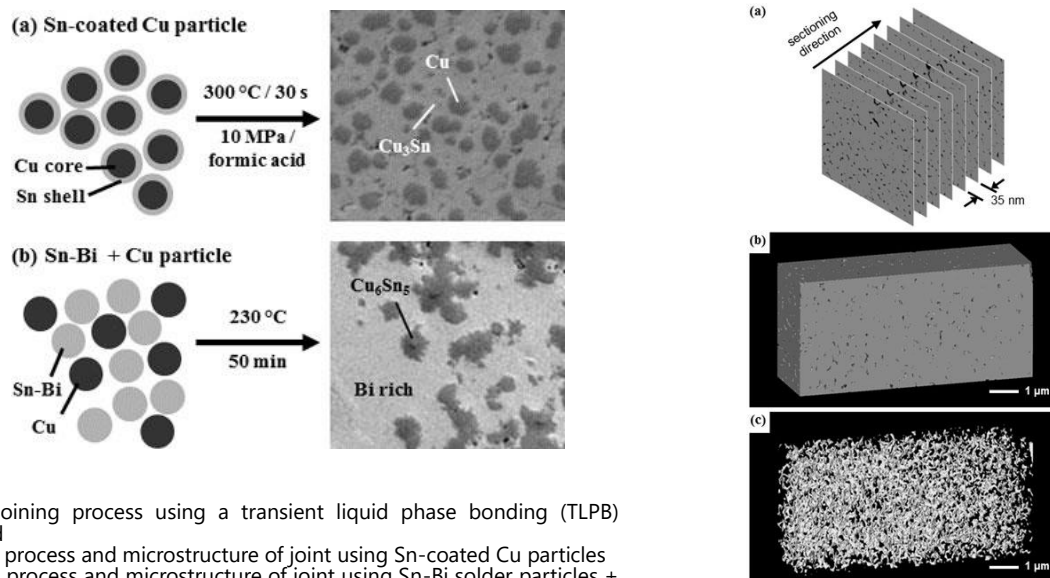 (a) Sn-coated Cu particle
300 °C / 30 s
10 MPa /
formic acid
Cu core
Sn shell
Cu
Cu₃Sn
(b) Sn-Bi + Cu particle
230 °C
50 min
Sn-Bi
Cu
Cu₆Sn₅
Bi rich
oining process using a transient liquid phase bonding (TLPB)
process and microstructure of joint using Sn-coated Cu particles
process and microstructure of joint using Sn-Bi solder particles +
(a)
sectioning
direction
35 nm
(b)
1 μm
(c)
1 μm